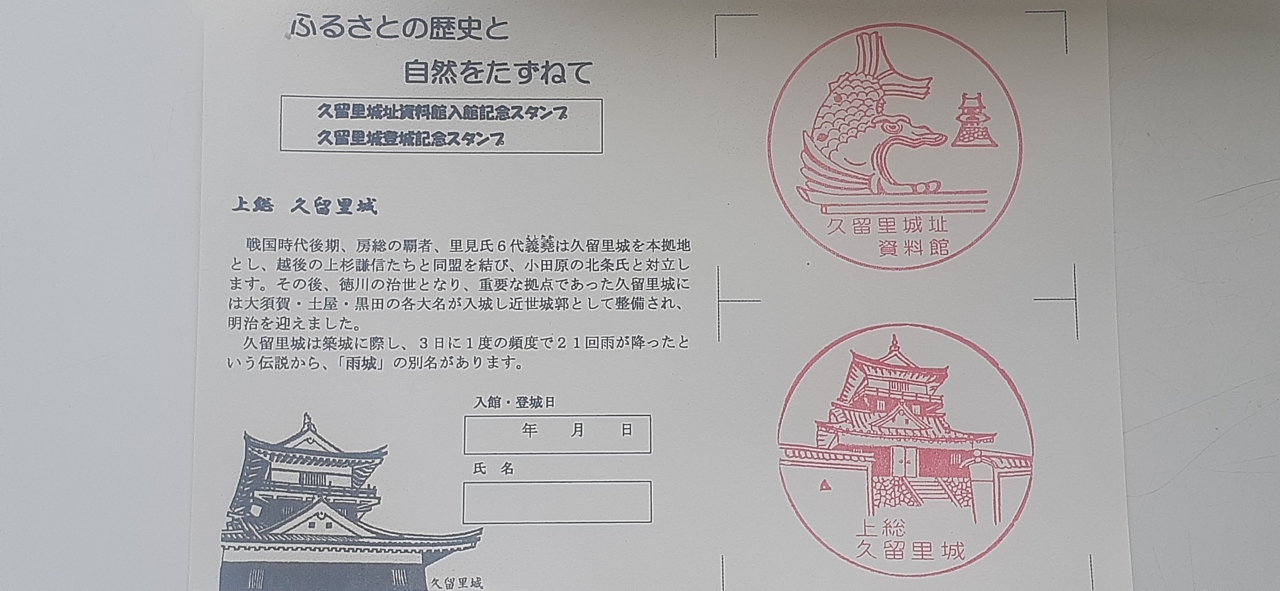 ふるさとの歴史と
自然をたずねて
久留里城址資料館入館記念スタンプ
久留里城登城記念スタンプ
上総 久留里城
戦国時代後期、房総の覇者、里見氏６代義堯は久留里城を本拠地
とし、越後の上杉謙信たちと同盟を結び、小田原の北条氏と対立し
ます。その後、徳川の治世となり、重要な拠点であった久留里城に
は大須賀・土屋・黒田の各大名が入城し近世城郭として整備され、
明治を迎えました。
久留里城は築城に際し、３日に１度の頻度で２１回雨が降ったと
いう伝説から、「雨城」の別名があります。
入館・登城日
年 月 日
氏 名
久留里城
久留里城址
資料館
上総
久留里城